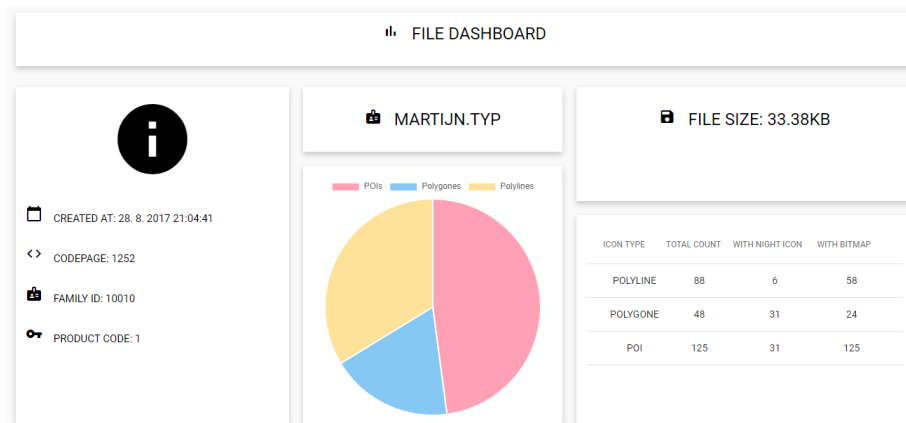 FILE DASHBOARD
CREATED AT: 28. 8. 2017 21:04:41
CODEPAGE: 1252
FAMILY ID: 10010
PRODUCT CODE: 1
MARTIJN.TYP
POIs Polygones Polylines
FILE SIZE: 33.38KB
ICON TYPE TOTAL COUNT WITH NIGHT ICON WITH BITMAP
POLYLINE 88 6 58
POLYGONE 48 31 24
POI 125 31 125